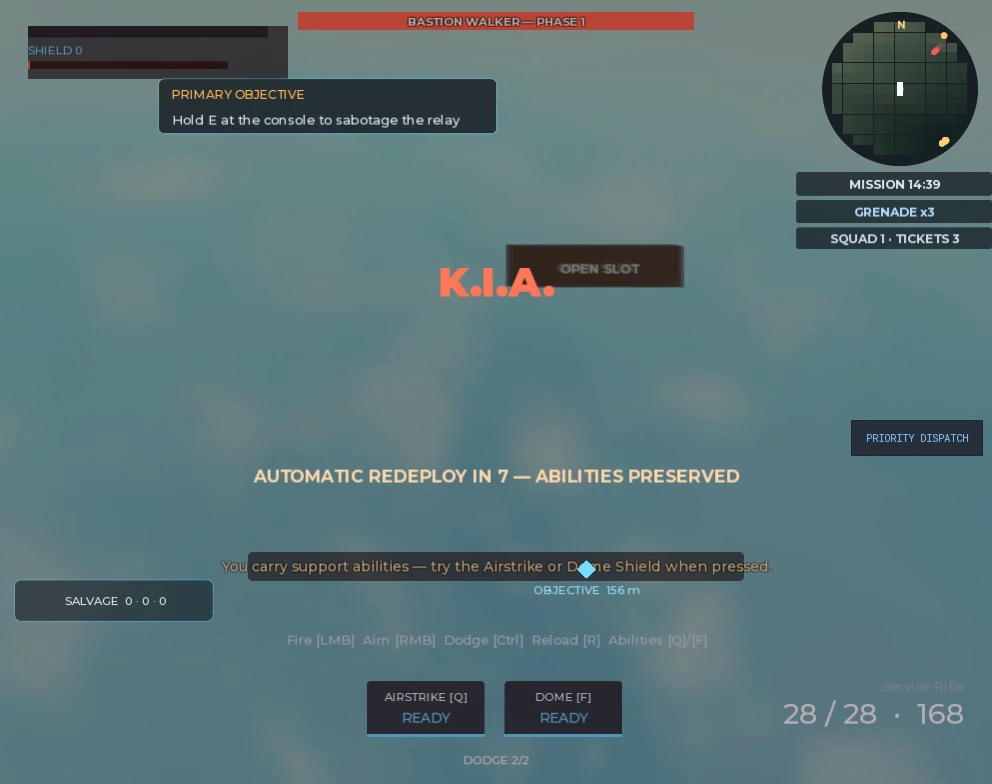 BASTION WALKER — PHASE 1
SHIELD 0
PRIMARY OBJECTIVE
Hold E at the console to sabotage the relay
N
MISSION 14:39
GRENADE x3
SQUAD 1 · TICKETS 3
OPEN SLOT
K.I.A.
PRIORITY DISPATCH
AUTOMATIC REDEPLOY IN 7 — ABILITIES PRESERVED
You carry support abilities — try the Airstrike or Dome Shield when pressed.
OBJECTIVE 156 m
SALVAGE 0 · 0 · 0
Fire [LMB] Aim [RMB] Dodge [Ctrl] Reload [R] Abilities [Q]/[F]
AIRSTRIKE [Q]
READY
DOME [F]
READY
Service Rifle
28 / 28 · 168
DODGE 2/2